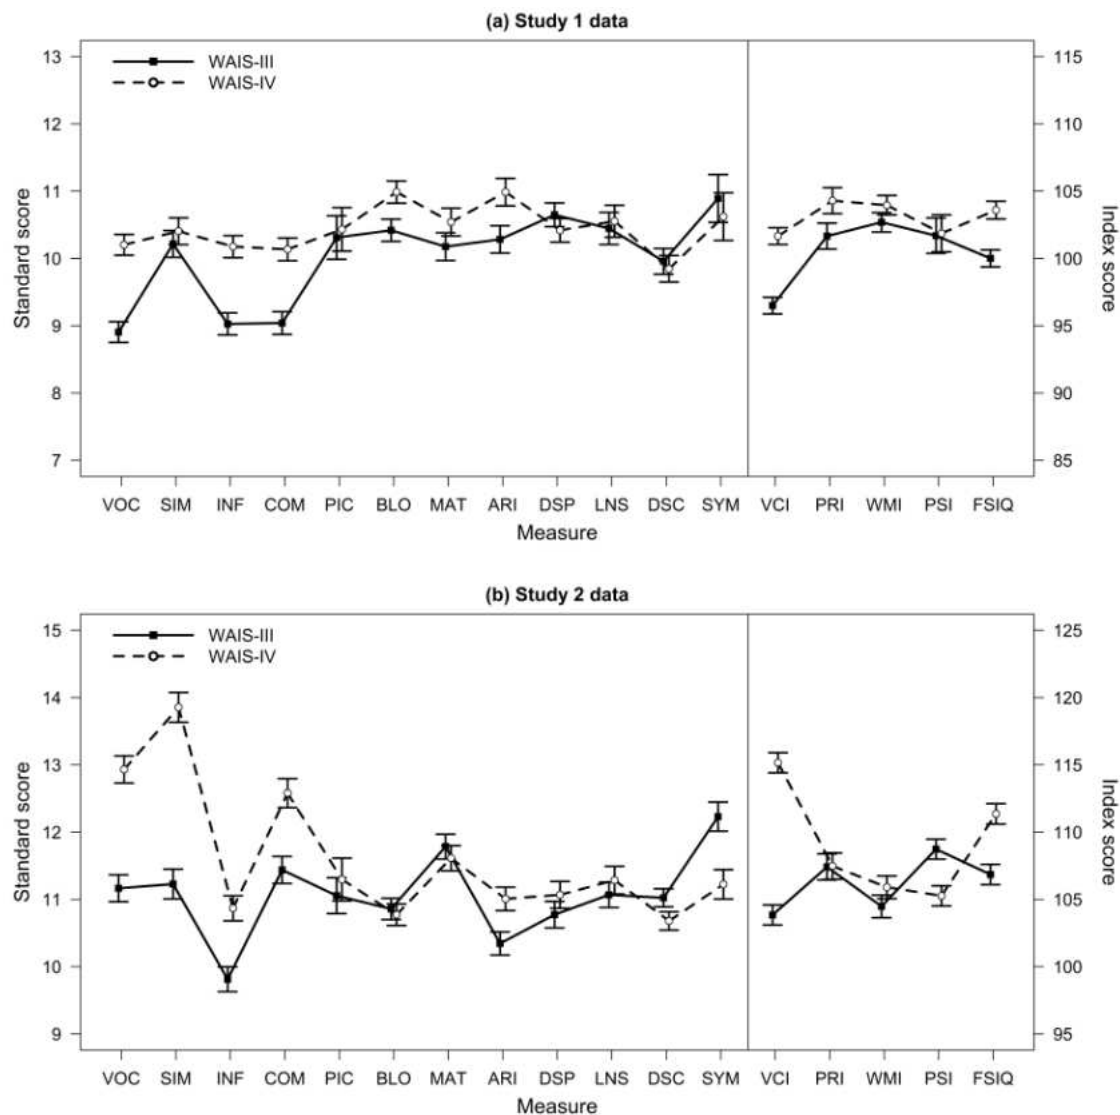 (a) Study 1 data
WAIS-III
WAIS-IV
13
12
11
10
9
8
7
Standard score
115
110
105
100
95
90
85
Index score
VOC SIM INF COM PIC BLO MAT ARI DSP LNS DSC SYM VCI PRI WMI PSI FSIQ
Measure
(b) Study 2 data
WAIS-III
WAIS-IV
15
14
13
12
11
10
9
Standard score
125
120
115
110
105
100
95
Index score
VOC SIM INF COM PIC BLO MAT ARI DSP LNS DSC SYM VCI PRI WMI PSI FSIQ
Measure